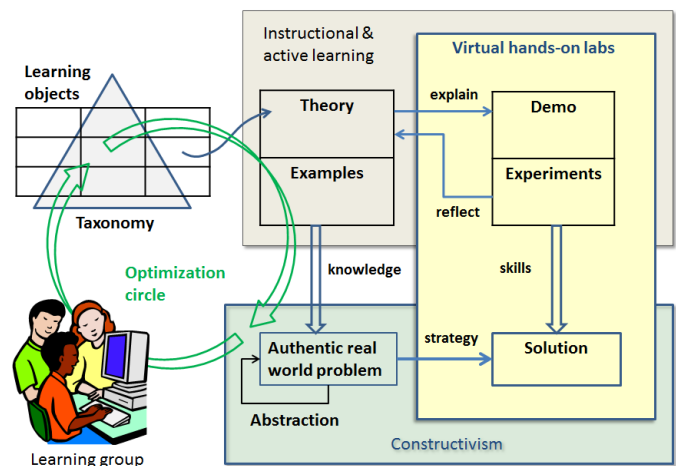 Instructional &
active learning
Virtual hands-on labs
Learning
objects
Theory
explain
Demo
Examples
Experiments
reflect
Taxonomy
knowledge
skills
Optimization
circle
Authentic real
world problem
strategy
Solution
Abstraction
Constructivism
Learning group